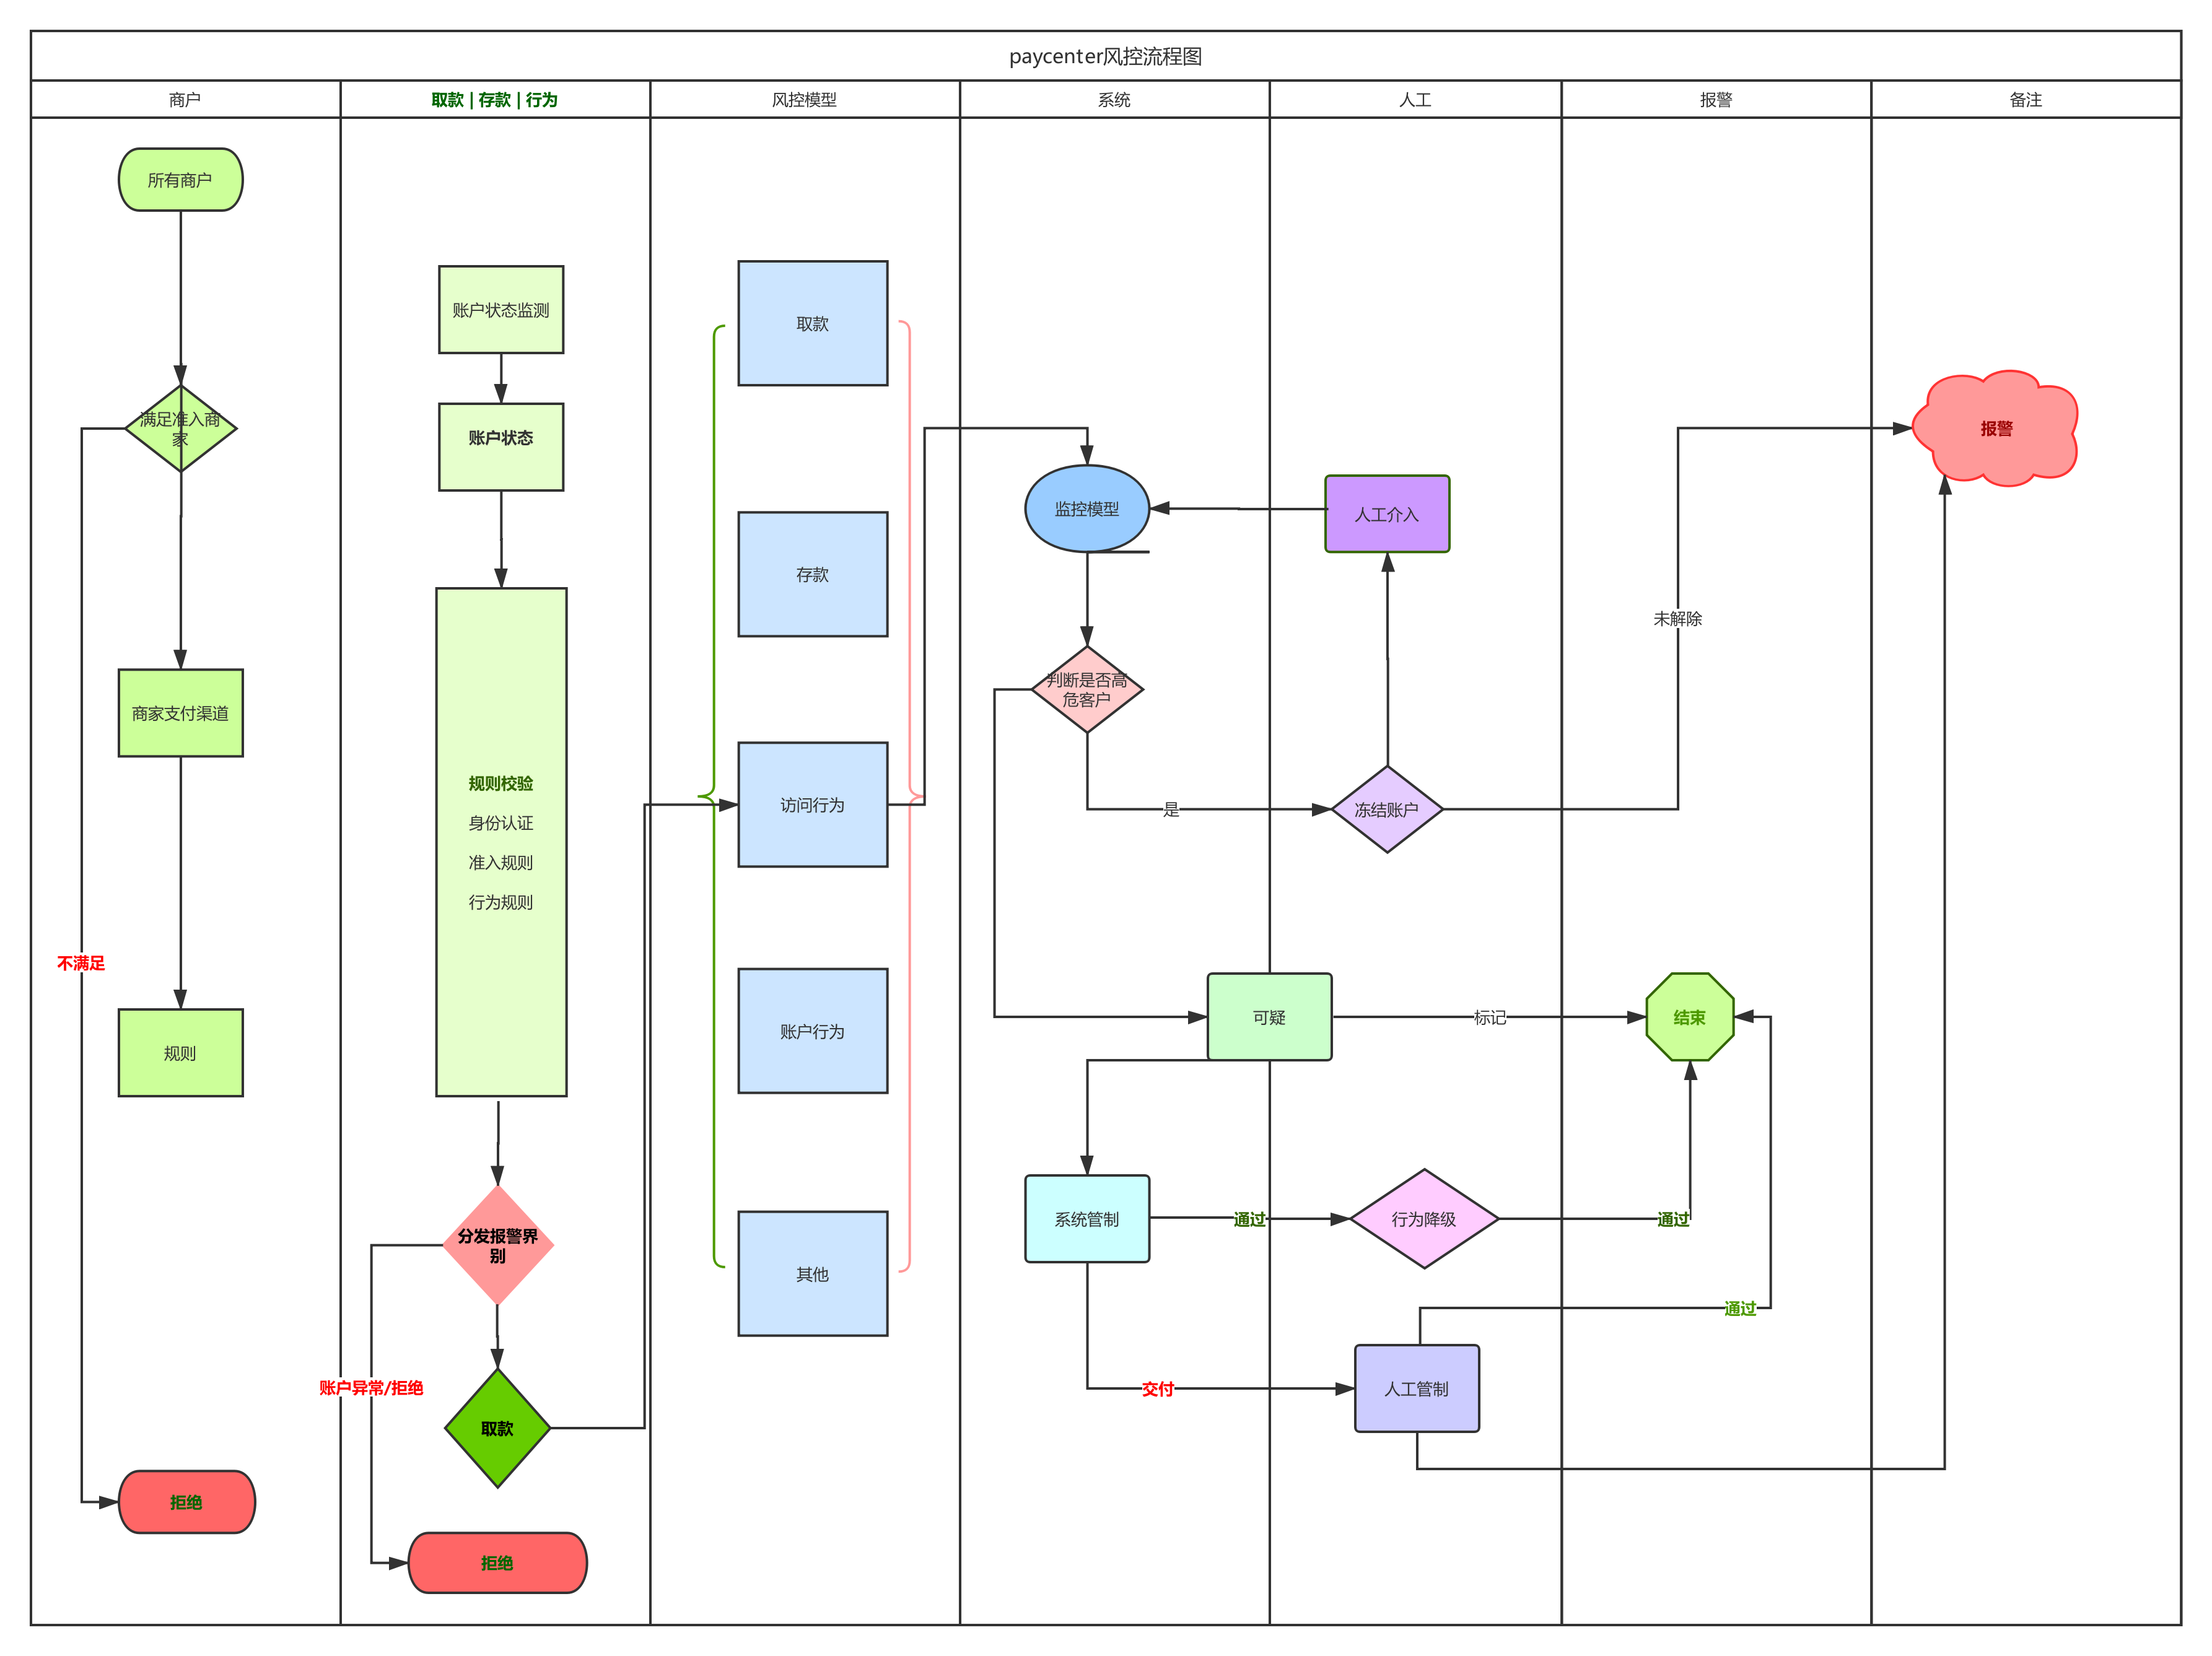 paycenter风控流程图
商户
取款 | 存款 | 行为
风控模型
系统
人工
报警
备注
所有商户
满足准入商
家
不满足
商家支付渠道
规则
拒绝
账户状态监测
账户状态
规则校验
身份认证
准入规则
行为规则
分发报警界
别
账户异常/拒绝
取款
拒绝
取款
存款
访问行为
账户行为
其他
监控模型
判断是否高
危客户
是
人工介入
冻结账户
未解除
报警
可疑
标记
结束
系统管制
通过
行为降级
通过
通过
交付
人工管制